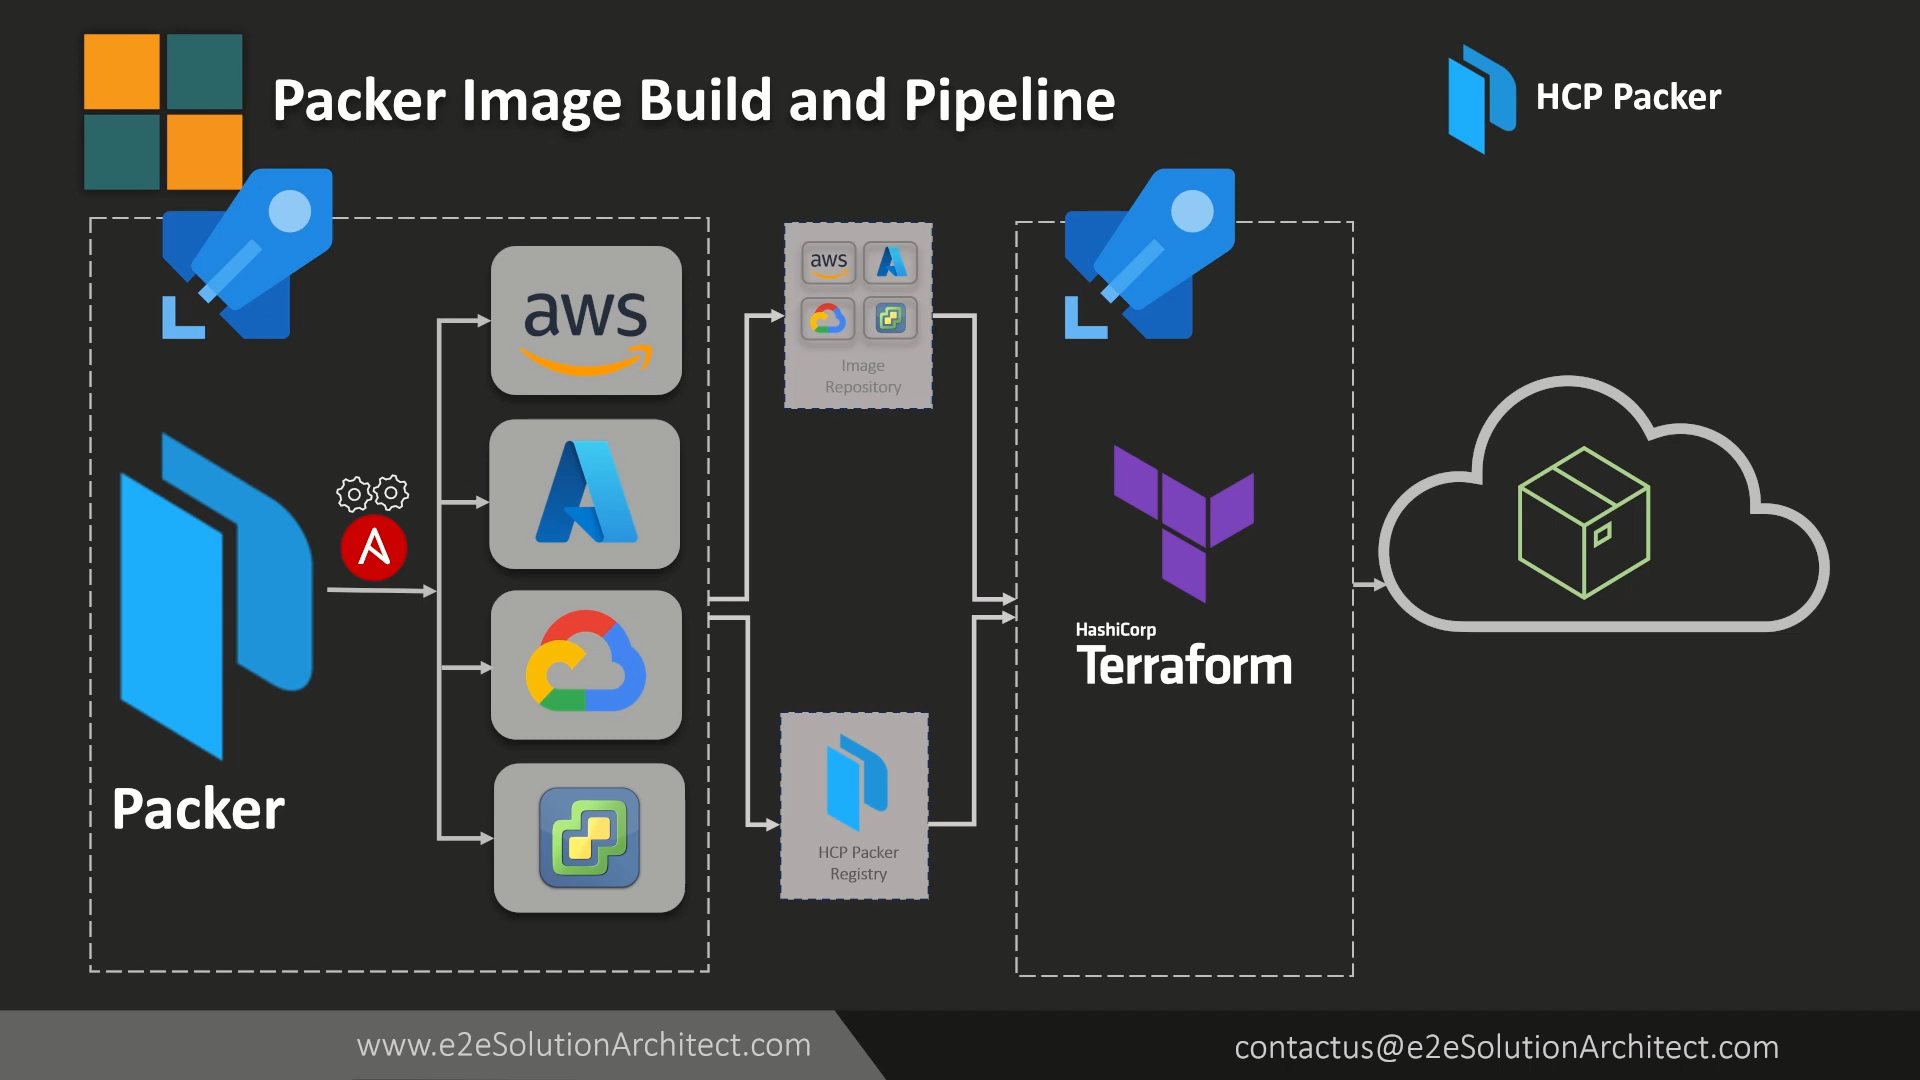 Packer Image Build and Pipeline
HCP Packer
aws
aws
Image
Repository
Packer
HashiCorp
Terraform
HCP Packer
Registry
www.e2eSolutionArchitect.com
contactus@e2eSolutionArchitect.com